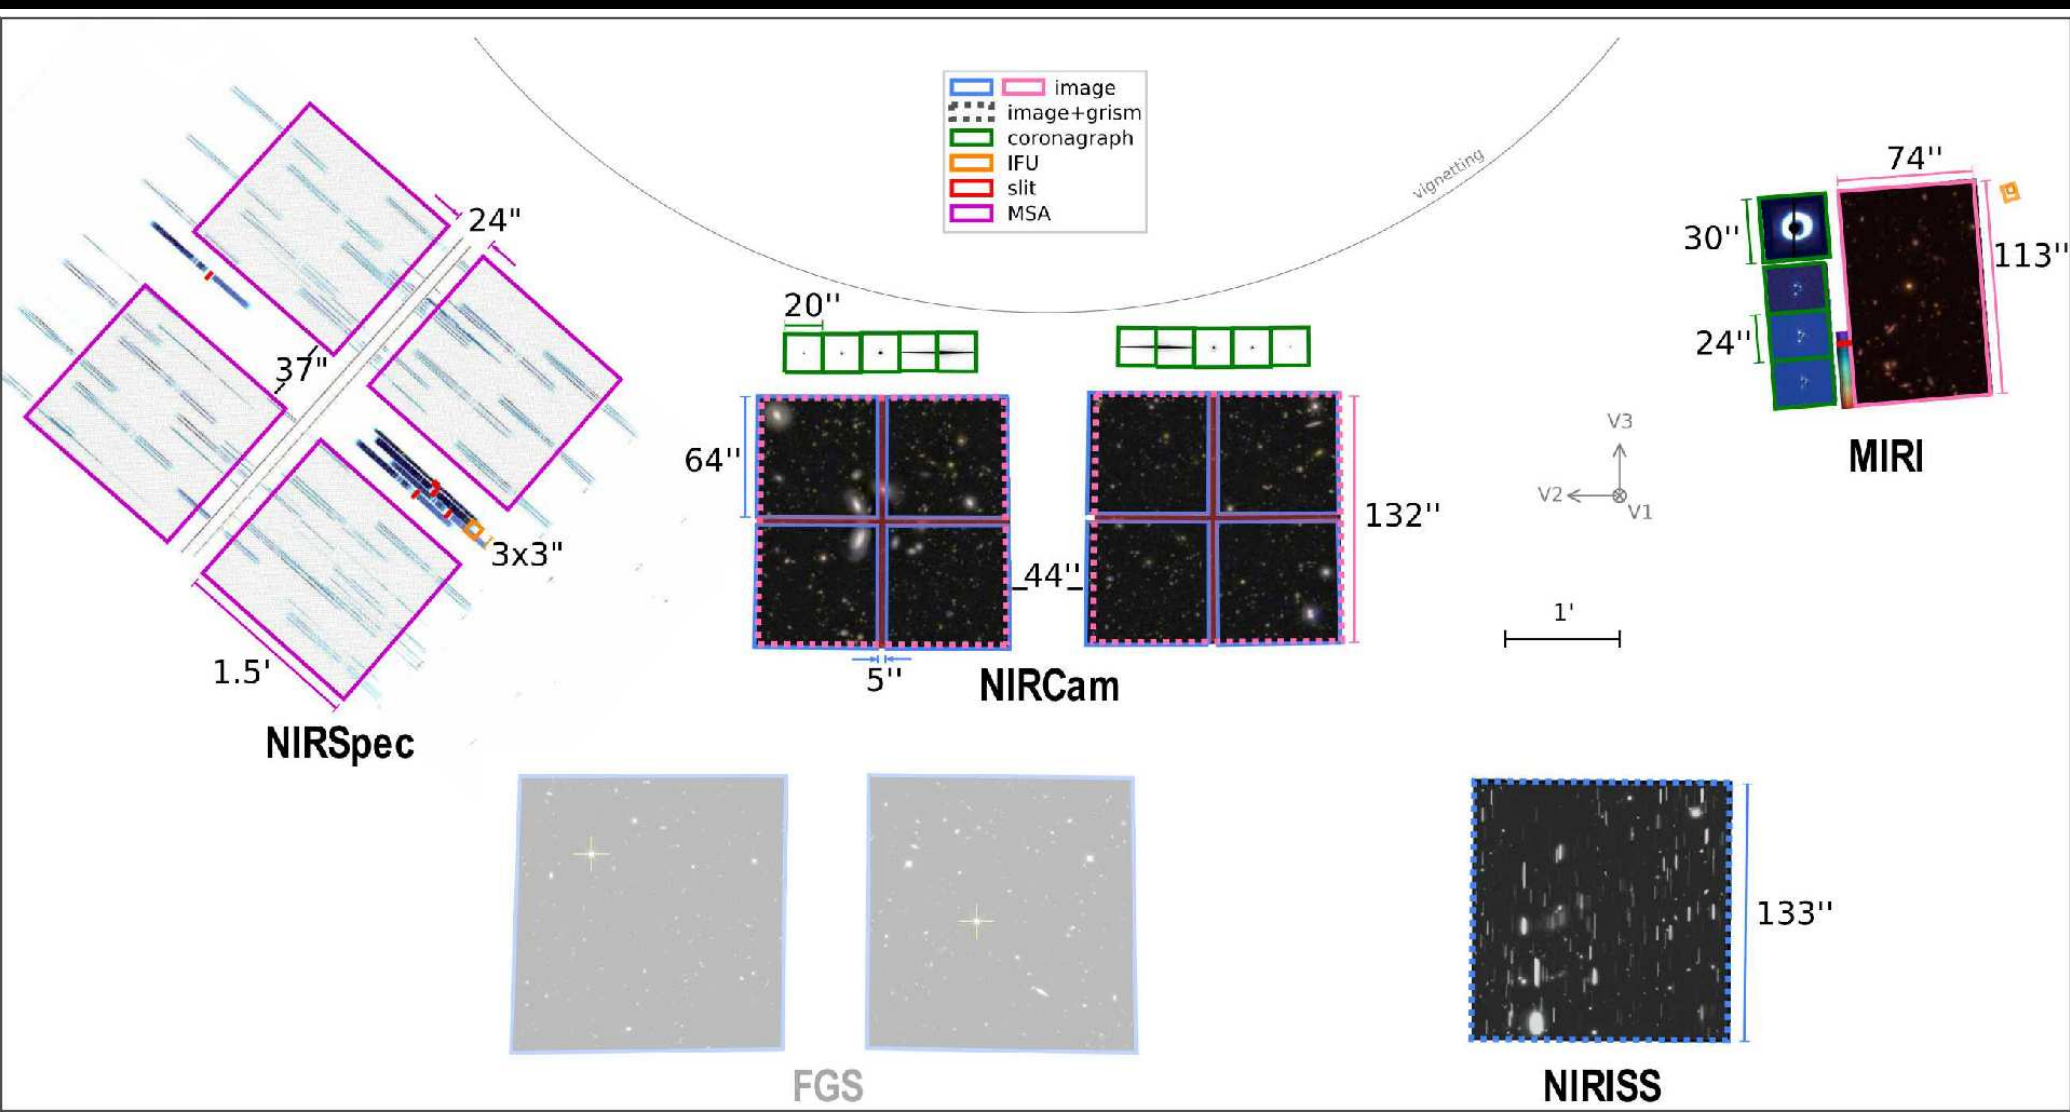 image
image+grism
coronagraph
IFU
slit
MSA
vignetting
24"
37"
3x3"
1.5'
NIRSpec
20''
64''
44''
132''
5''
NIRCam
74''
30''
113''
24''
MIRI
V3
V2
V1
1'
FGS
133''
NIRISS